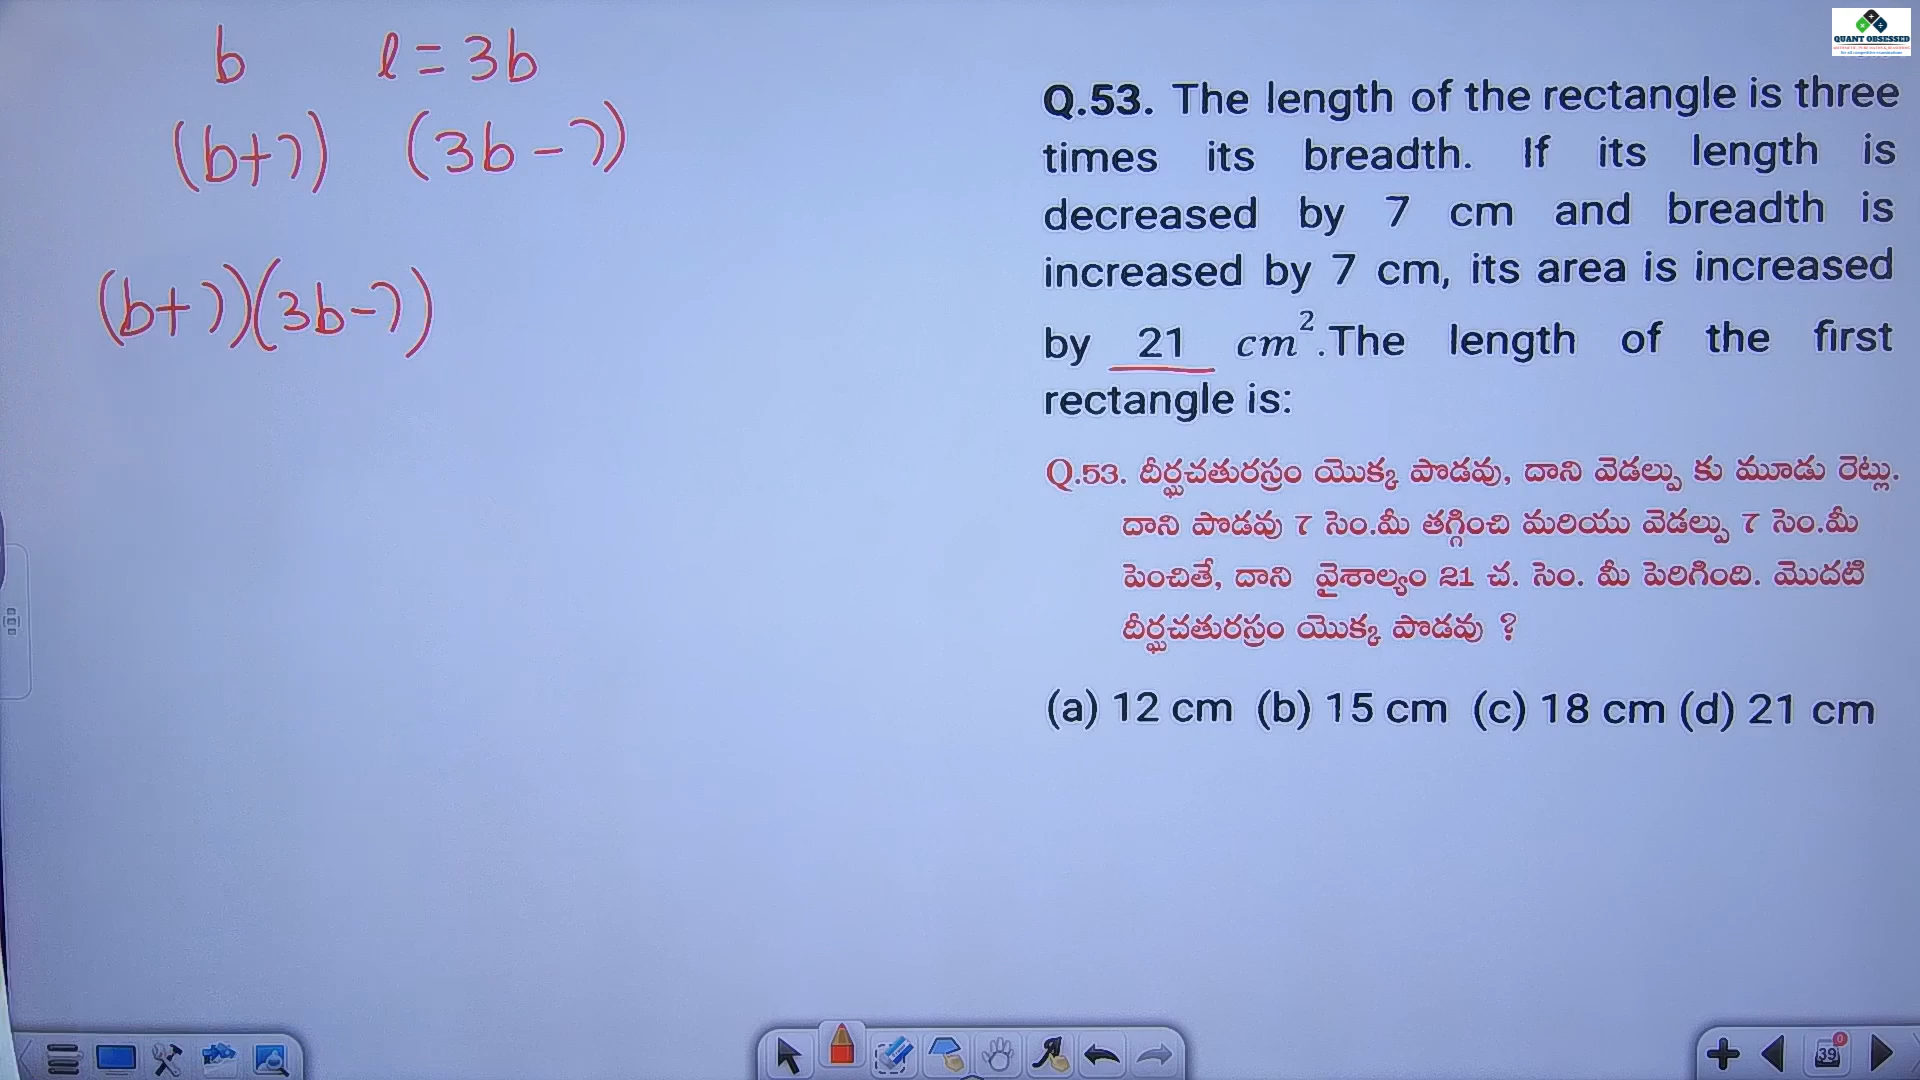 b l = 3b
(b+7) (3b-7)
(b+7)(3b-7)
QUANT OBSESSED
Q.53. The length of the rectangle is three
times its breadth. If its length is
decreased by 7 cm and breadth is
increased by 7 cm, its area is increased
by 21 cm².The length of the first
rectangle is:
Q.53. దీర్ఘచతురస్రం యొక్క పొడవు, దాని వెడల్పు కు మూడు రెట్లు.
దాని పొడవు 7 సెం.మీ తగ్గించి మరియు వెడల్పు 7 సెం.మీ
పెంచితే, దాని వైశాల్యం 21 చ. సెం. మీ పెరిగింది. మొదటి
దీర్ఘచతురస్రం యొక్క పొడవు ?
(a) 12 cm (b) 15 cm (c) 18 cm (d) 21 cm
39
0